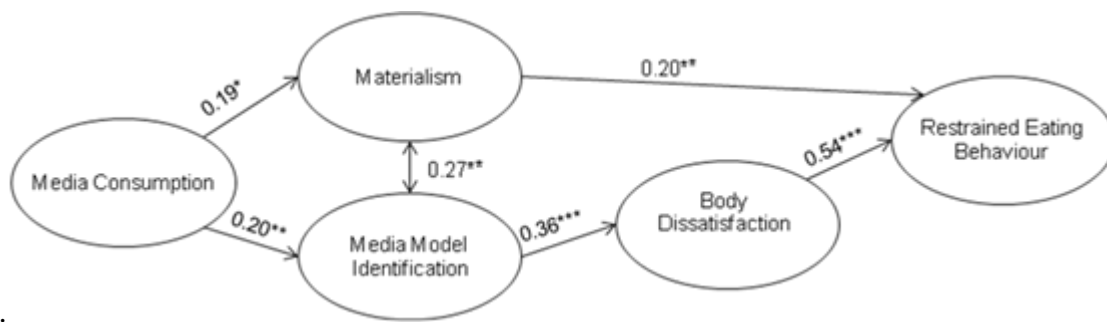 Materialism
0.20**
0.19*
Restrained Eating
Behaviour
0.54***
Media Consumption
0.27**
Body
Dissatisfaction
0.20**
0.36***
Media Model
Identification
.